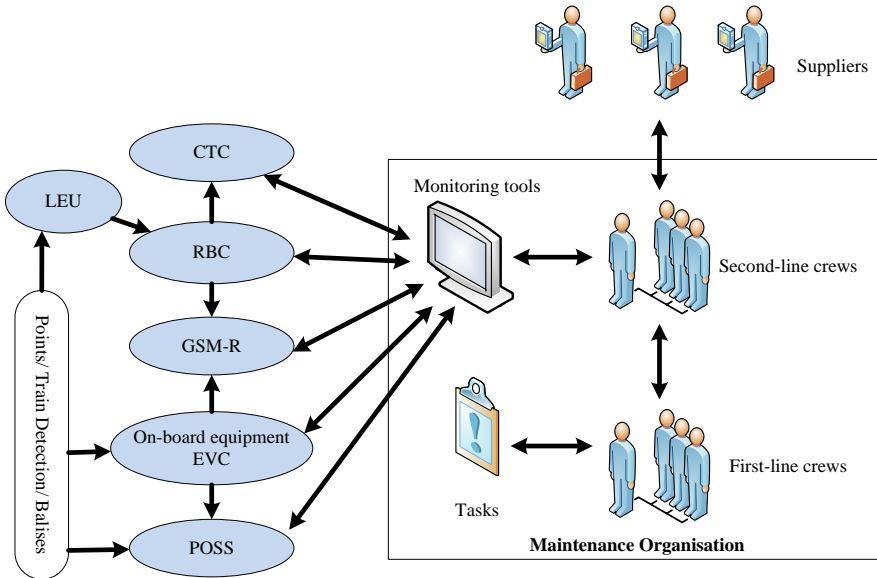 Suppliers
CTC
Monitoring tools
LEU
RBC
Second-line crews
GSM-R
Points/ Train Detection/ Balises
On-board equipment
EVC
First-line crews
Tasks
POSS
Maintenance Organisation